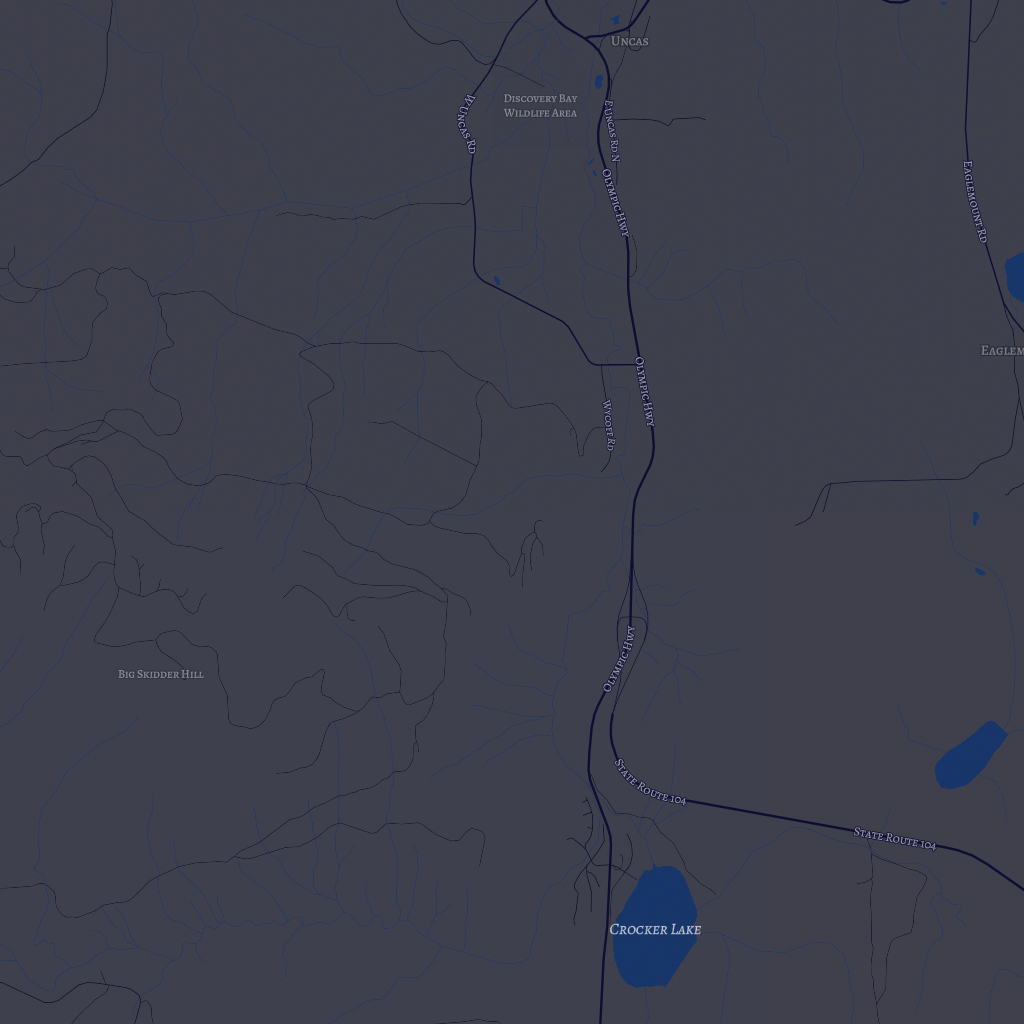 Uncas
Discovery Bay
Wildlife Area
W Uncas Rd
E Uncas Rd N
Olympic Hwy
Eaglemount Rd
Eaglem
Olympic Hwy
Wycoff Rd
Olympic Hwy
Big Skidder Hill
State Route 104
State Route 104
Crocker Lake